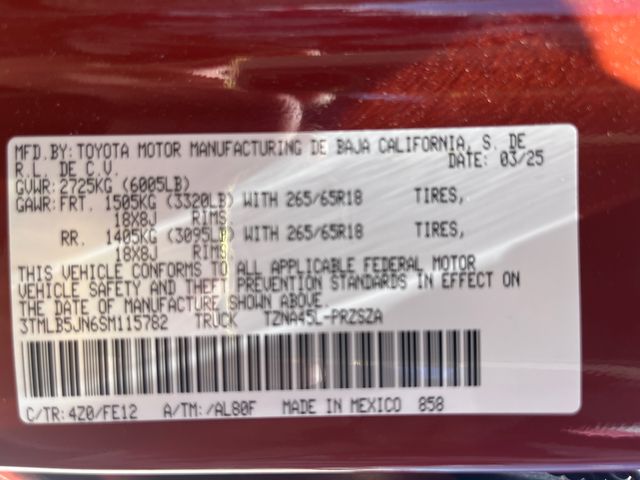 MFD.BY: TOYOTA MOTOR MANUFACTURING DE BAJA CALIFORNIA, S. DE
R.L. DE C.V. DATE: 03/25
GVWR: 2725KG (6005LB)
GAWR: FRT. 1505KG (3320LB) WITH 265/65R18 TIRES,
18X8J RIMS,
RR. 1405KG (3095LB) WITH 265/65R18 TIRES,
18X8J RIMS
THIS VEHICLE CONFORMS TO ALL APPLICABLE FEDERAL MOTOR
VEHICLE SAFETY AND THEFT PREVENTION STANDARDS IN EFFECT ON
THE DATE OF MANUFACTURE SHOWN ABOVE.
3TMLB5JN6SM115782 TRUCK TZNA45L-PRZSZA
C/TR: 4Z0/FE12 A/TM: /AL80F MADE IN MEXICO 858